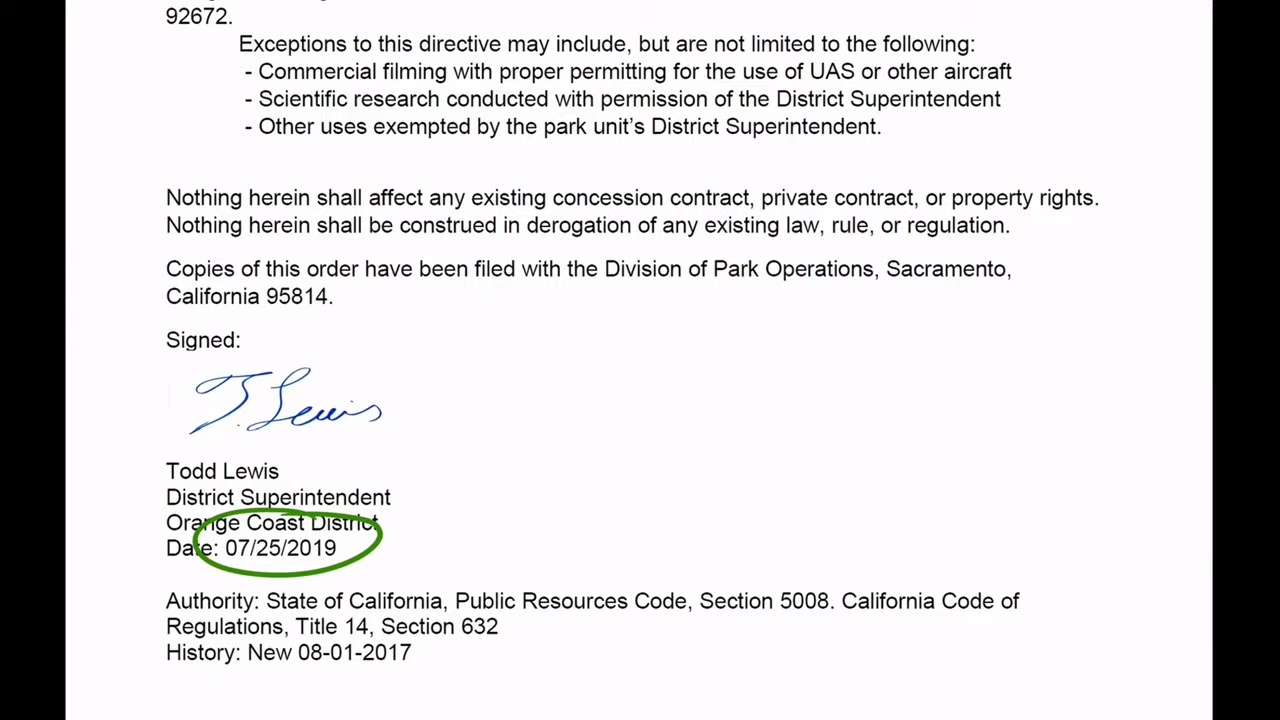 92672.
Exceptions to this directive may include, but are not limited to the following:
- Commercial filming with proper permitting for the use of UAS or other aircraft
- Scientific research conducted with permission of the District Superintendent
- Other uses exempted by the park unit’s District Superintendent.
Nothing herein shall affect any existing concession contract, private contract, or property rights.
Nothing herein shall be construed in derogation of any existing law, rule, or regulation.
Copies of this order have been filed with the Division of Park Operations, Sacramento,
California 95814.
Signed:
T. Lewis
Todd Lewis
District Superintendent
Orange Coast District
Date: 07/25/2019
Authority: State of California, Public Resources Code, Section 5008. California Code of
Regulations, Title 14, Section 632
History: New 08-01-2017